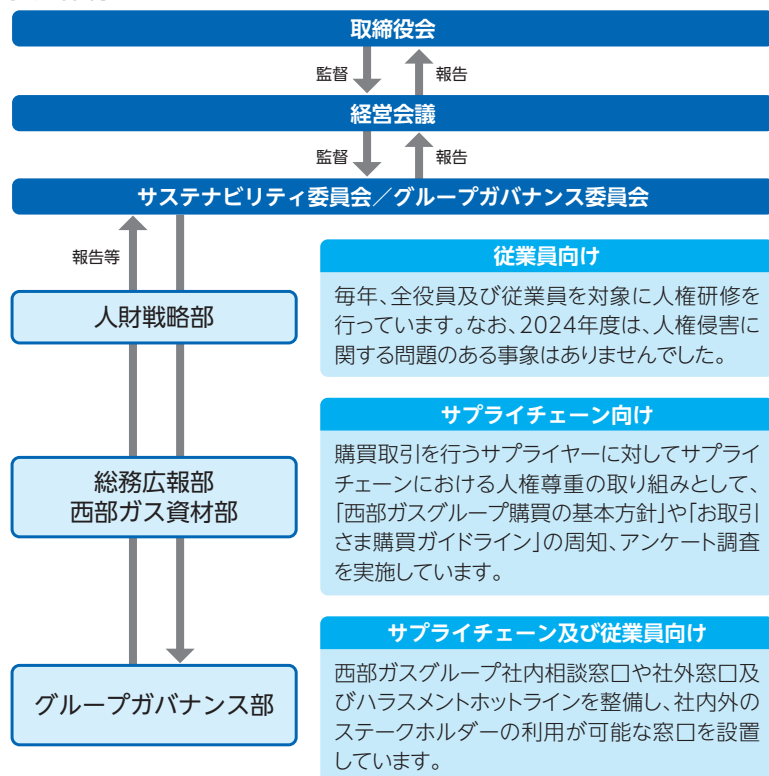 取締役会
監督
報告
経営会議
監督
報告
サステナビリティ委員会／グループガバナンス委員会
報告等
人財戦略部
従業員向け
毎年、全役員及び従業員を対象に人権研修を
行っています。なお、2024年度は、人権侵害に
関する問題のある事象はありませんでした。
総務広報部
西部ガス資材部
サプライチェーン向け
購買取引を行うサプライヤーに対してサプライ
チェーンにおける人権尊重の取り組みとして、
「西部ガスグループ購買の基本方針」や「お取引
さま購買ガイドライン」の周知、アンケート調査
を実施しています。
グループガバナンス部
サプライチェーン及び従業員向け
西部ガスグループ社内相談窓口や社外窓口及
びハラスメントホットラインを整備し、社内外の
ステークホルダーの利用が可能な窓口を設置
しています。